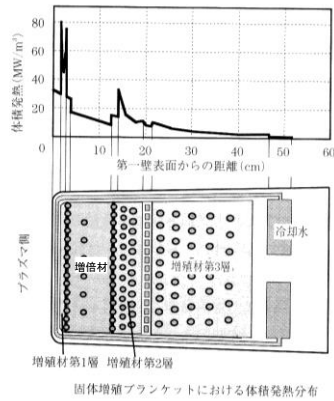 体積発熱(MW/m³)
80
60
40
20
0
10
20
30
40
50
60
第一壁表面からの距離(cm)
プラズマ側
増倍材
増殖材第3層
冷却水
増殖材第1層
増殖材第2層
固体増殖ブランケットにおける体積発熱分布